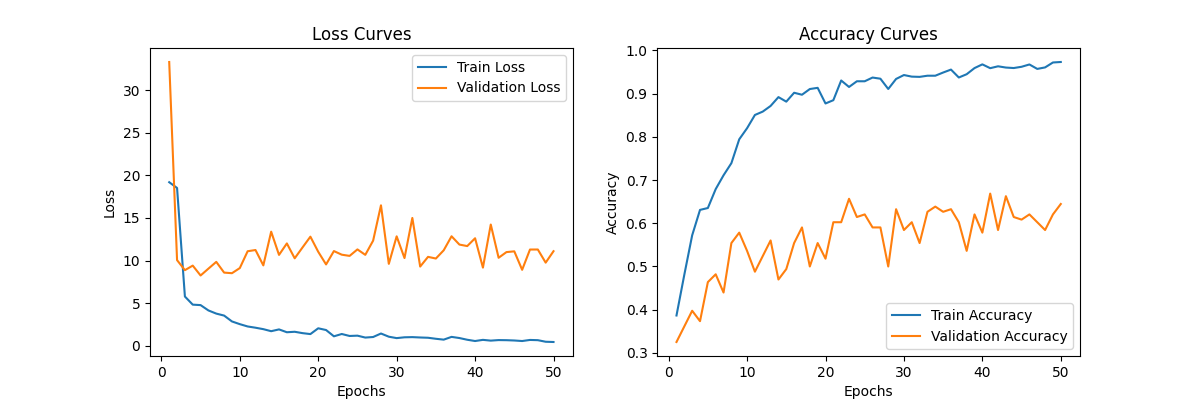 Loss Curves
Train Loss
Validation Loss
30
25
20
15
10
5
0
Loss
0 10 20 30 40 50
Epochs
Accuracy Curves
1.0
0.9
0.8
0.7
0.6
0.5
0.4
0.3
Accuracy
Train Accuracy
Validation Accuracy
0 10 20 30 40 50
Epochs